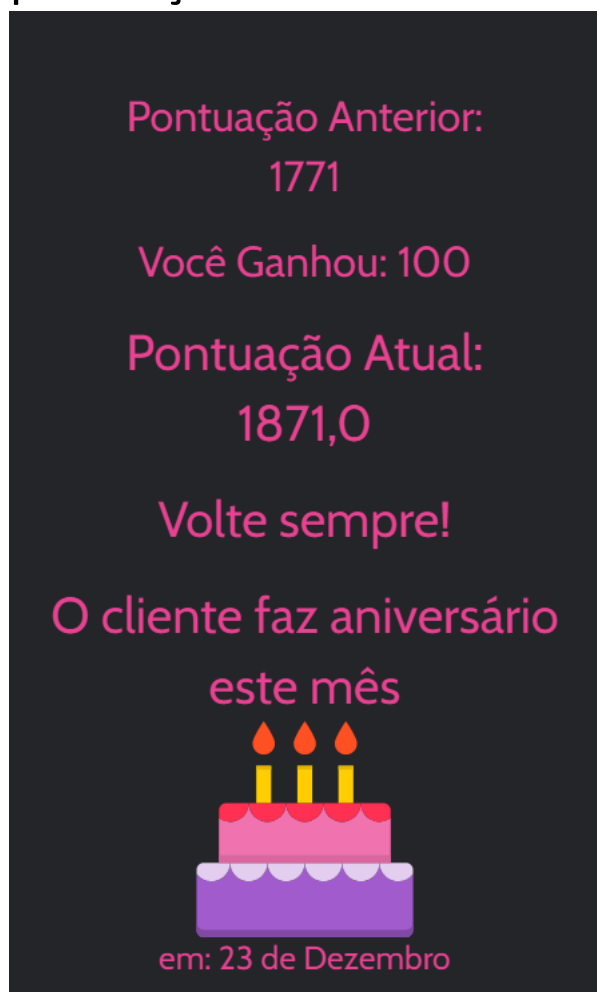 Pontuação Anterior:
1771
Você Ganhou: 100
Pontuação Atual:
1871,0
Volte sempre!
O cliente faz aniversário
este mês
em: 23 de Dezembro